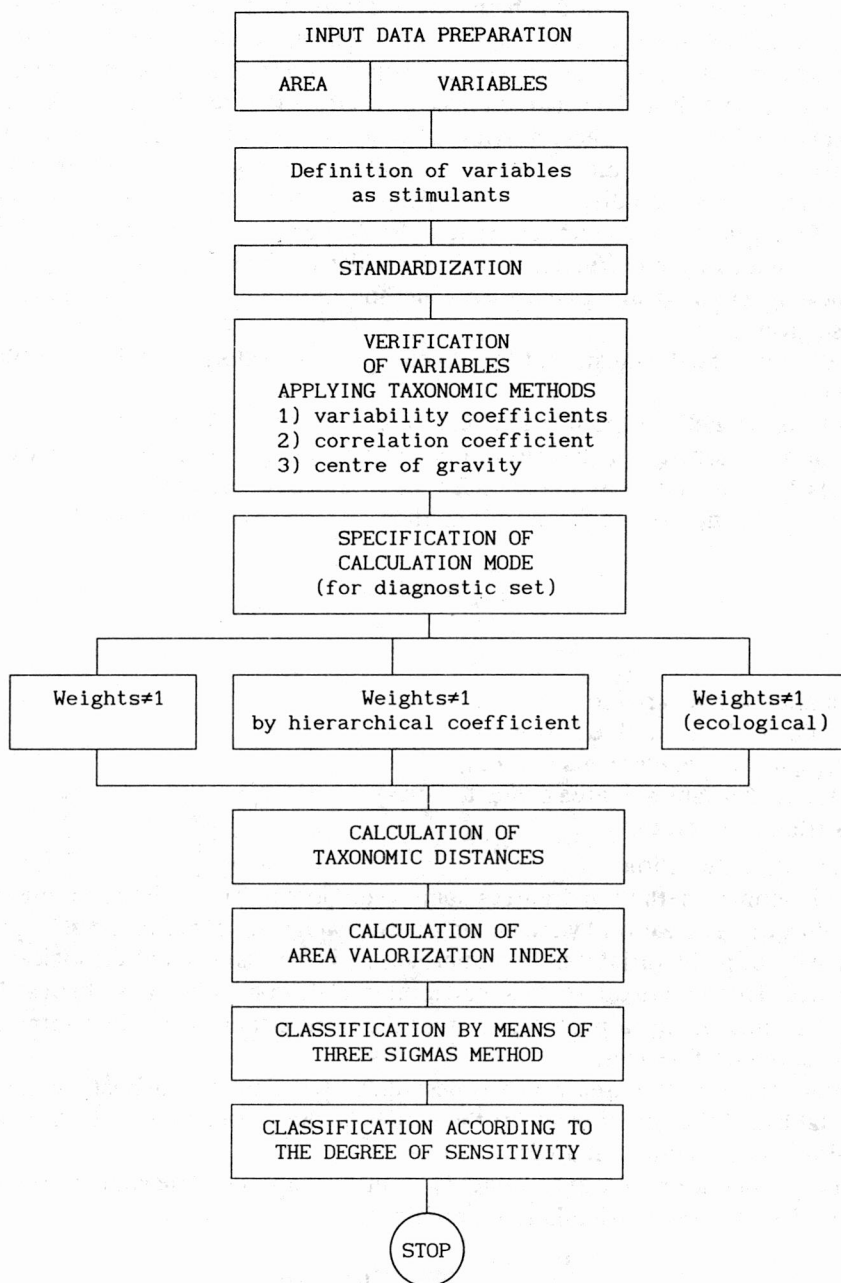 INPUT DATA PREPARATION
AREA VARIABLES
Definition of variables
as stimulants
STANDARDIZATION
VERIFICATION
OF VARIABLES
APPLYING TAXONOMIC METHODS
1) variability coefficients
2) correlation coefficient
3) centre of gravity
SPECIFICATION OF
CALCULATION MODE
(for diagnostic set)
Weights≠1
Weights≠1
by hierarchical coefficient
Weights≠1
(ecological)
CALCULATION OF
TAXONOMIC DISTANCES
CALCULATION OF
AREA VALORIZATION INDEX
CLASSIFICATION BY MEANS OF
THREE SIGMAS METHOD
CLASSIFICATION ACCORDING TO
THE DEGREE OF SENSITIVITY
STOP